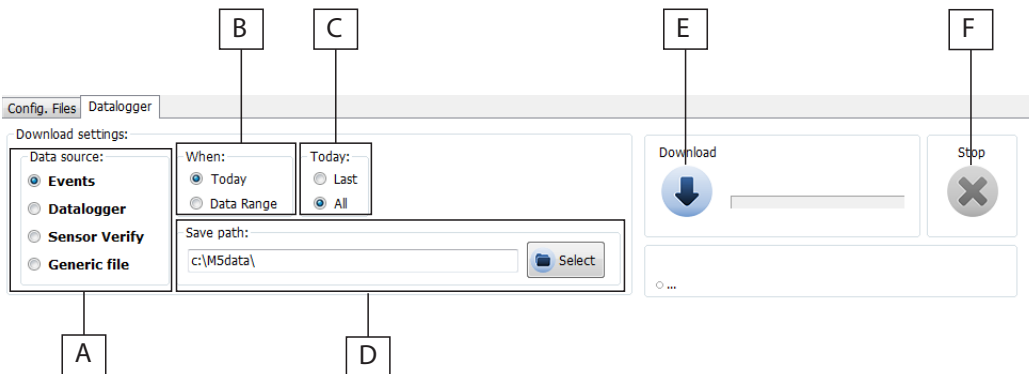 B C E F
Config. Files Datalogger
Download settings:
Data source:
Events
Datalogger
Sensor Verify
Generic file
When:
Today
Data Range
Today:
Last
All
Save path:
c:\M5data\ Select
Download
Stop
...
A D